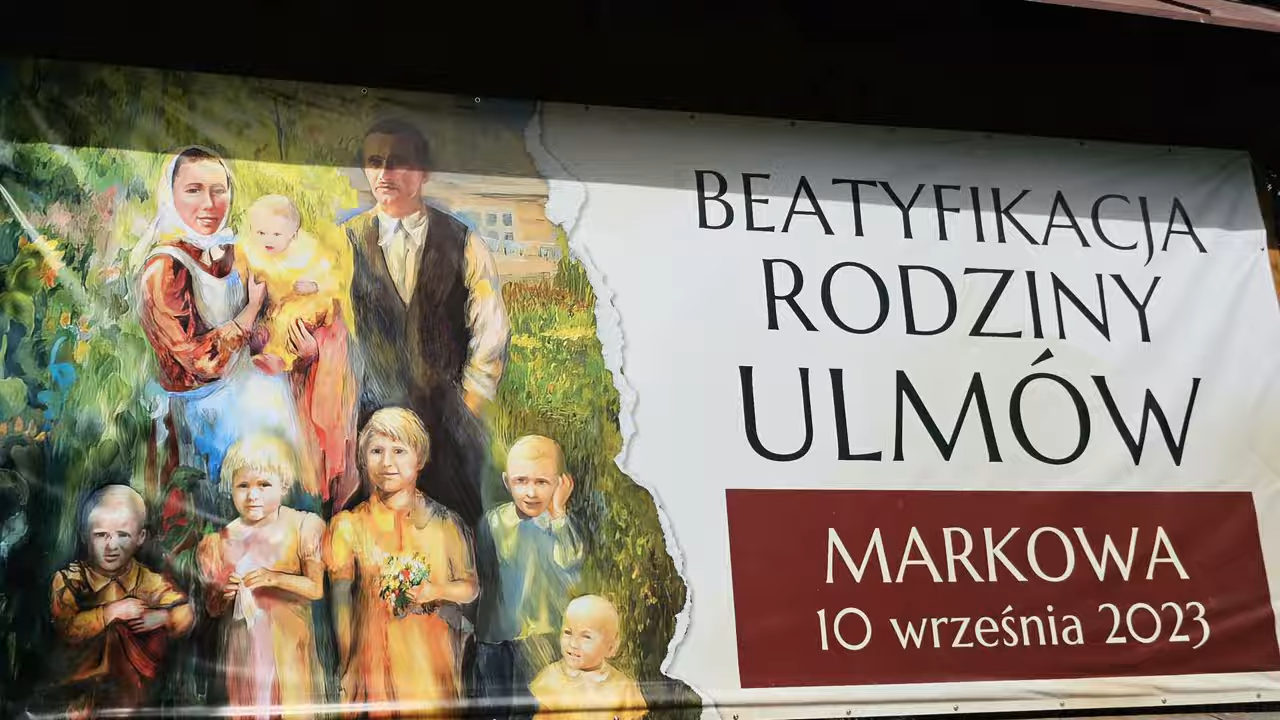 BEATYFIKACJA
RODZINY
ULMÓW
MARKOWA
10 września 2023